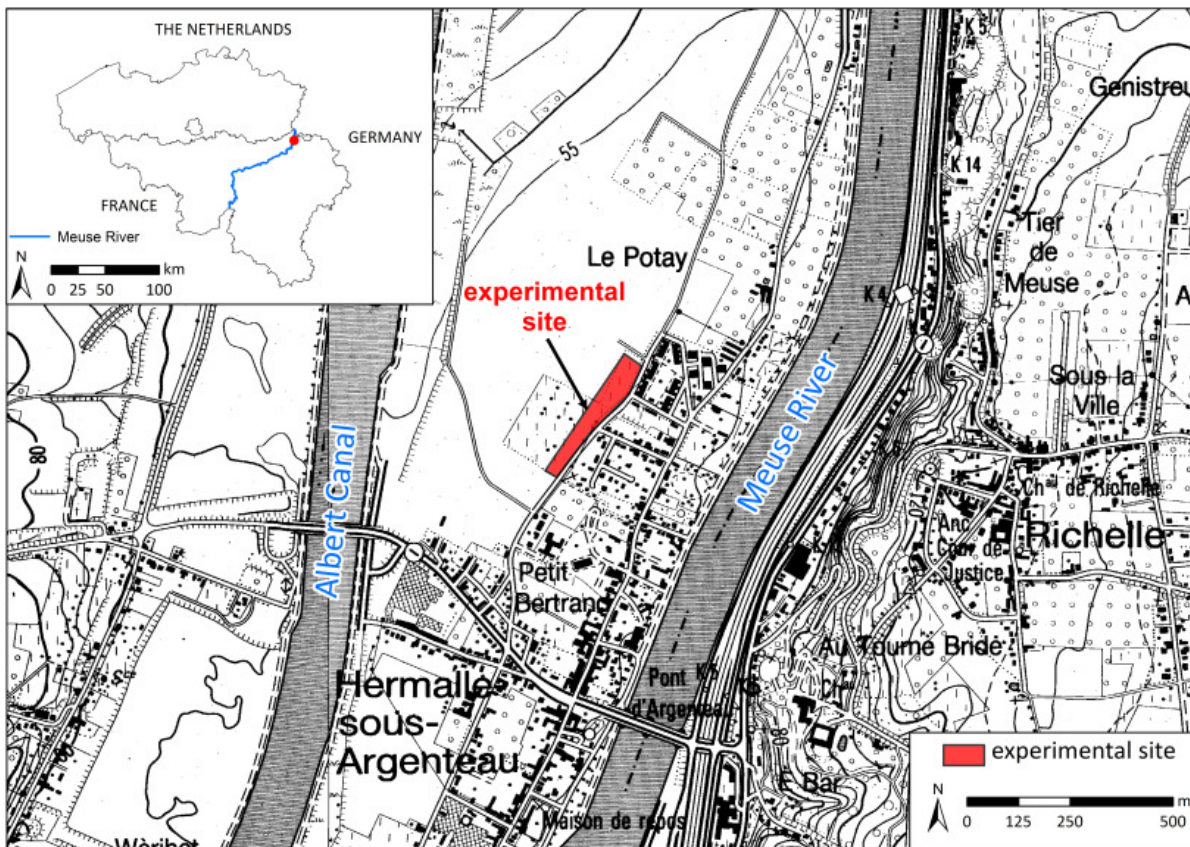 THE NETHERLANDS
GERMANY
FRANCE
Meuse River
N
km
0 25 50 100
K 5
Genistreu
55
K 14
Le Potay
Tier
de
Meuse
K 4
experimental
site
Sous la
Ville
80
Meuse River
Albert Canal
Ch de Richelle
Anc
Cour de
Justice
Richelle
Petit
Bertrand
Au Tourne Bride
Pont
d'Argenteau
Ch
Hermalle-
sous-
Argenteau
80
F Bar
Maison de repos
Wèrihet
experimental site
N
m
0 125 250 500